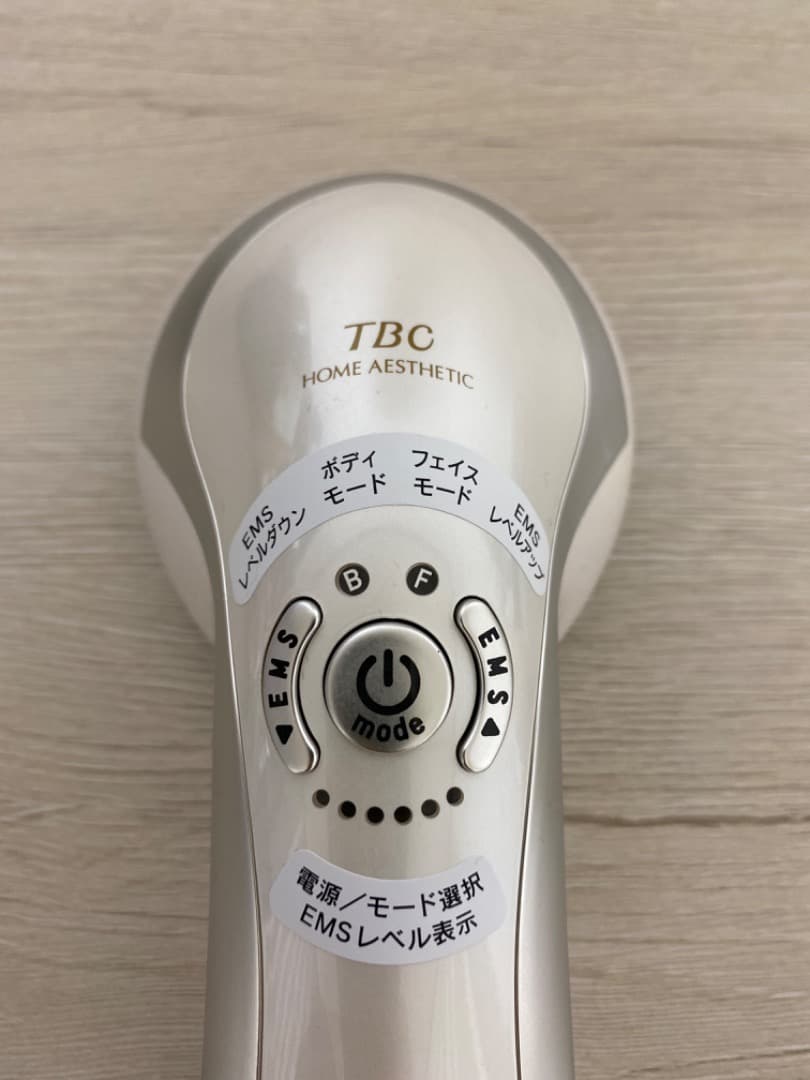 TBC
HOME AESTHETIC
EMS
レベルダウン
ボディ
モード
フェイス
モード
EMS
レベルアップ
B
F
◀EMS
EMS▶
mode
電源／モード選択
EMSレベル表示